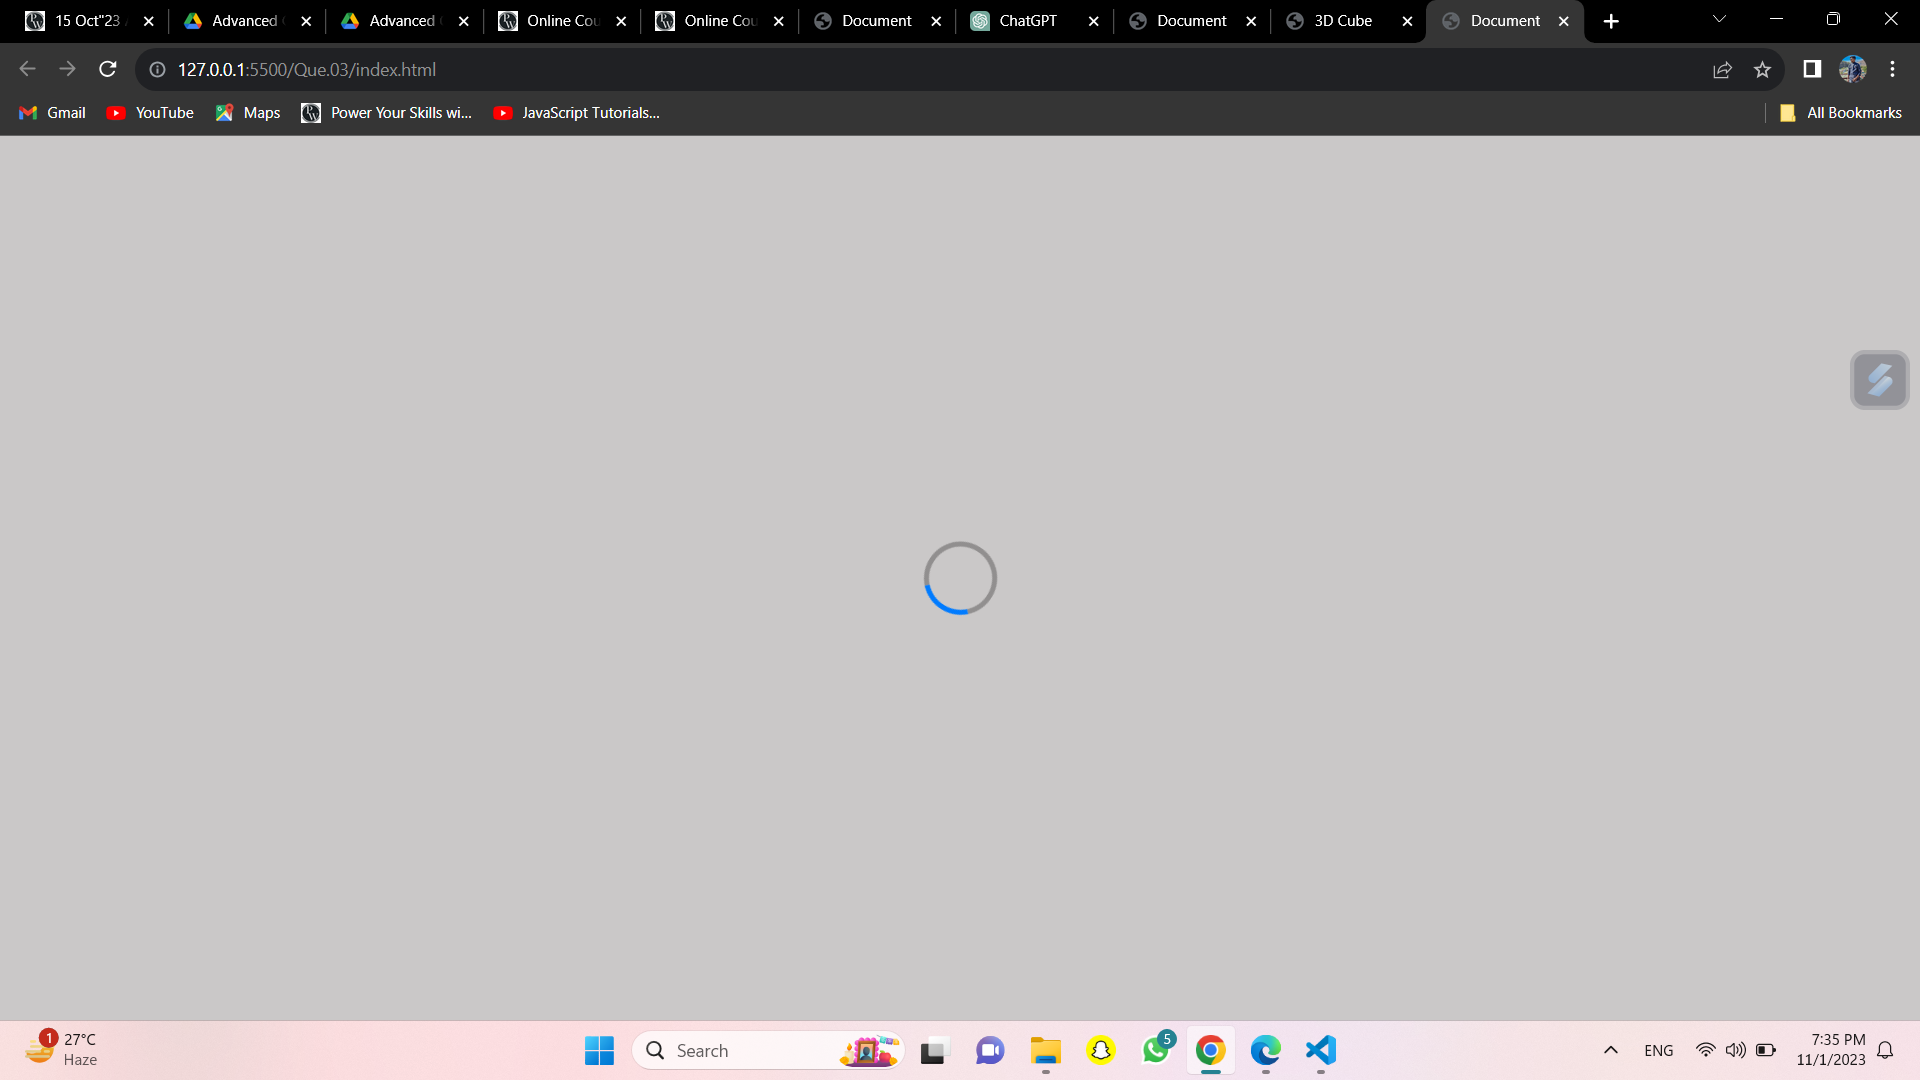 15 Oct"23
Advanced
Advanced
Online Cou
Online Cou
Document
ChatGPT
Document
3D Cube
Document
127.0.0.1:5500/Que.03/index.html
Gmail
YouTube
Maps
Power Your Skills wi...
JavaScript Tutorials...
All Bookmarks
1
27°C
Haze
Search
5
ENG
7:35 PM
11/1/2023